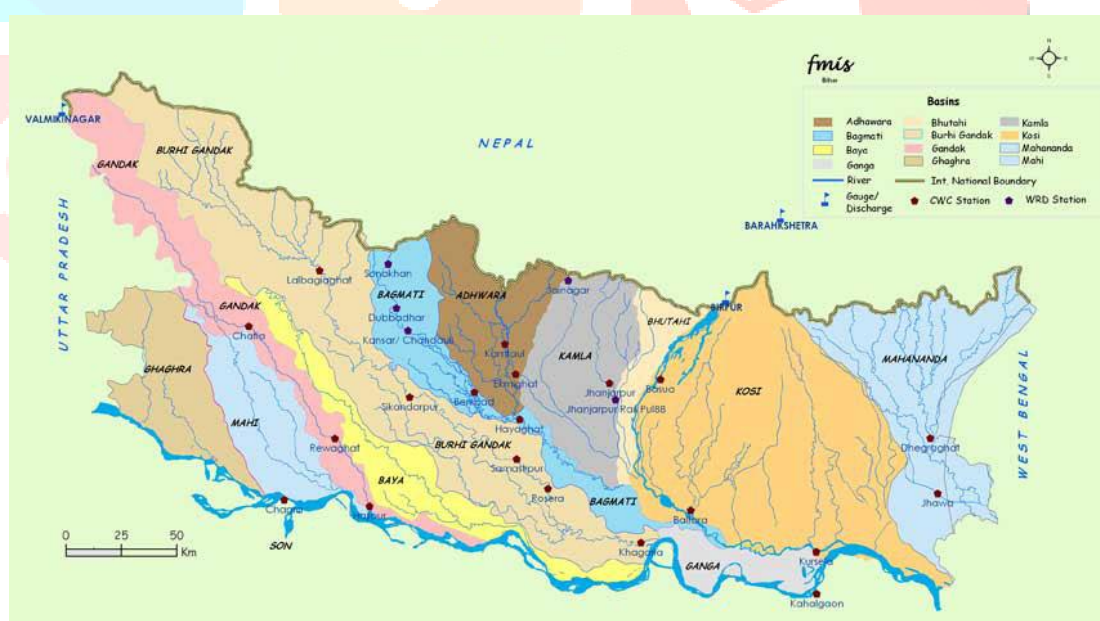 fmis
Bihar
N
W
E
S
Basins
Adhawara
Bagmati
Baya
Ganga
River
Gauge/
Discharge
Bhutahi
Burhi Gandak
Gandak
Ghaghra
Int. National Boundary
CWC Station
Kamla
Kosi
Mahananda
Mahi
WRD Station
VALMIKINAGAR
BURHI GANDAK
GANDAK
NEPAL
UTTAR PRADESH
BARAHKSHETRA
Lalbagiaghat
Sonakhan
BAGMATI
ADHWARA
Jainagar
Dubbadhar
Kansar/ Chandauli
GANDAK
Chatia
BIRPUR
BHUTAHI
Kamtaul
KAMLA
MAHANANDA
GHAGHRA
Ekmighat
Jhanjarpur
Basua
KOSI
WEST BENGAL
Benibad
Sikandarpur
Jhanjarpur Rail Pul88
MAHI
Hayaghat
Rewaghat
BURHI GANDAK
Dhegraghat
Samastipur
BAYA
Rosera
BAGMATI
Jhawa
Chapra
Hajipur
Baltara
0
25
50
Km
SON
Khagaria
GANGA
Kursela
Kahalgaon